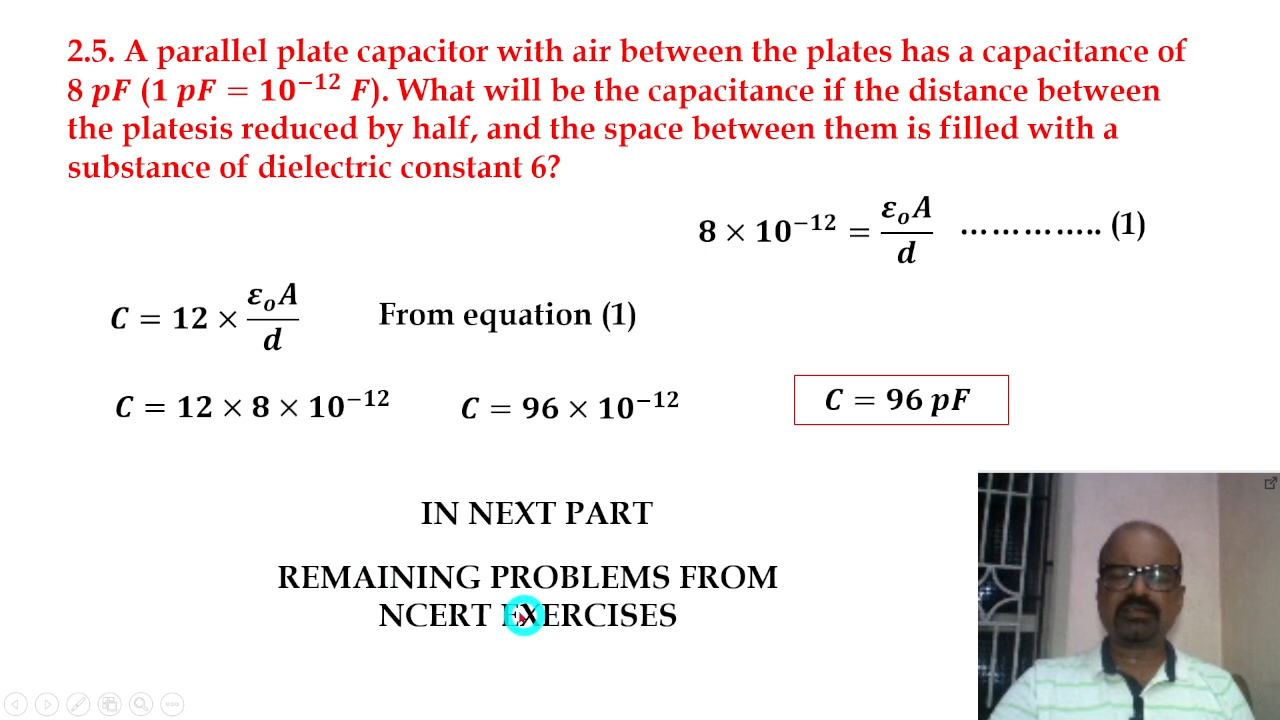 2.5. A parallel plate capacitor with air between the plates has a capacitance of
8 pF (1 pF = 10⁻¹² F). What will be the capacitance if the distance between
the platesis reduced by half, and the space between them is filled with a
substance of dielectric constant 6?
8 × 10⁻¹² = εₒA / d ………….. (1)
C = 12 × εₒA / d From equation (1)
C = 12 × 8 × 10⁻¹² C = 96 × 10⁻¹² C = 96 pF
IN NEXT PART
REMAINING PROBLEMS FROM
NCERT EXERCISES